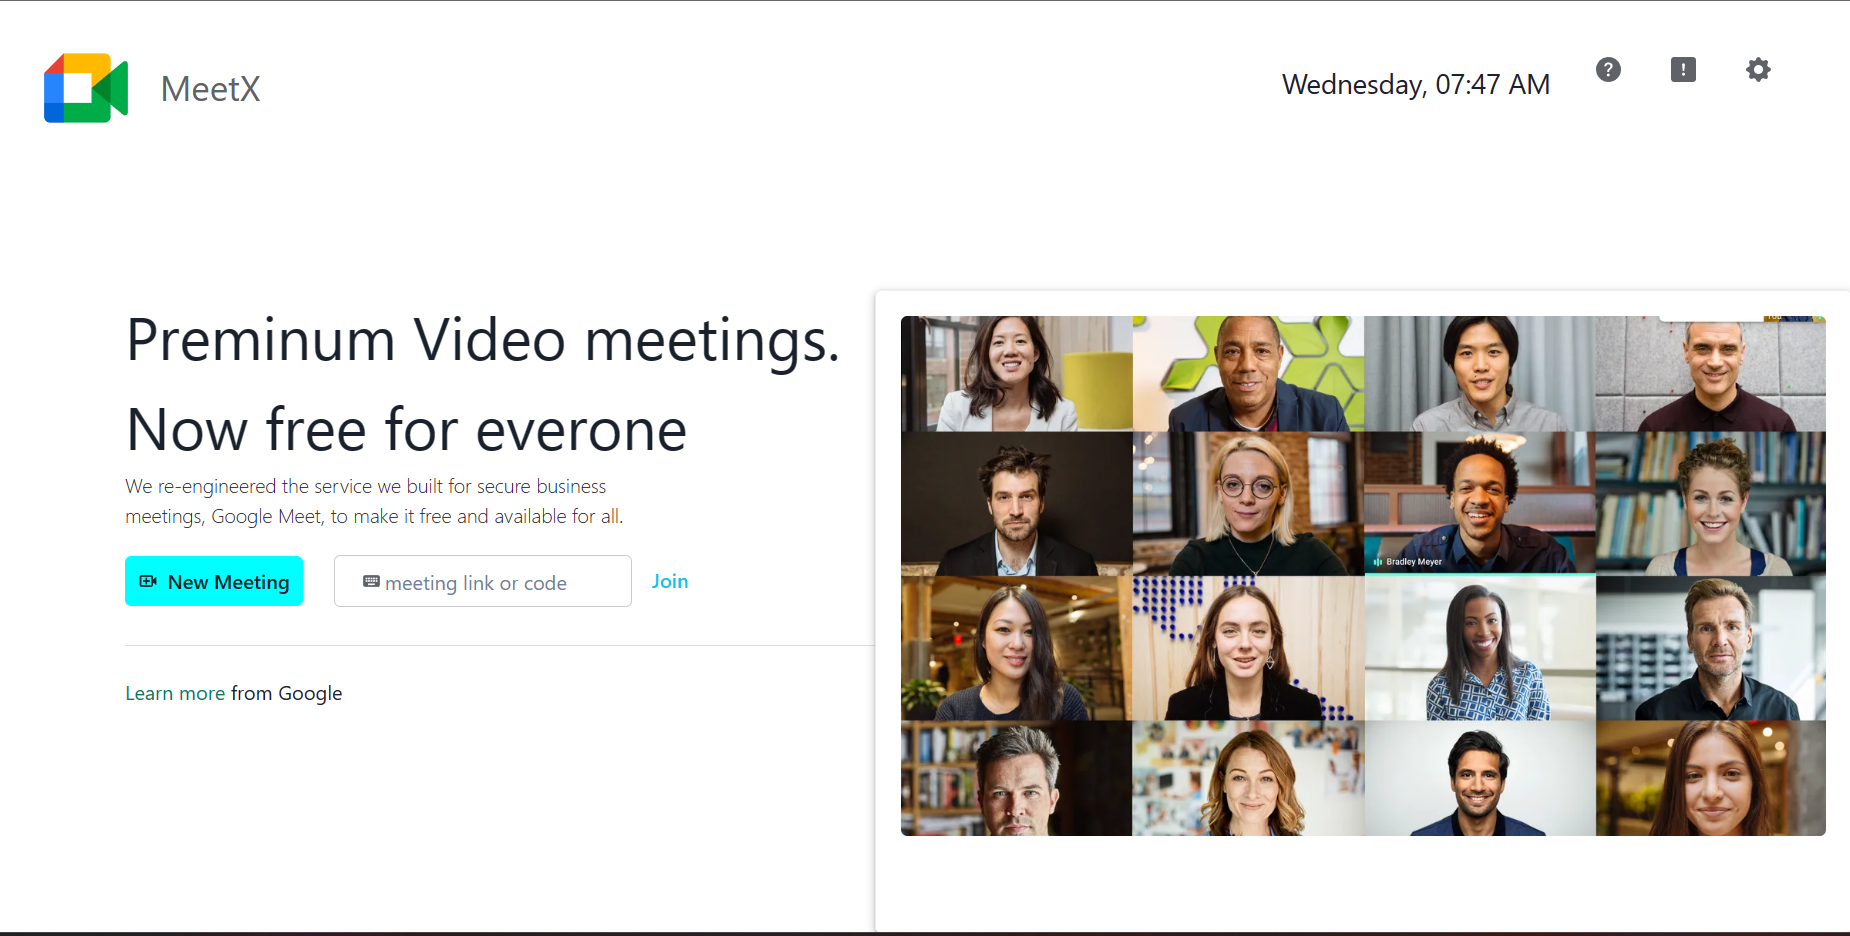 MeetX
Wednesday, 07:47 AM
Preminum Video meetings.
Now free for everone
We re-engineered the service we built for secure business
meetings, Google Meet, to make it free and available for all.
New Meeting
meeting link or code
Join
Learn more from Google
You
Bradley Meyer